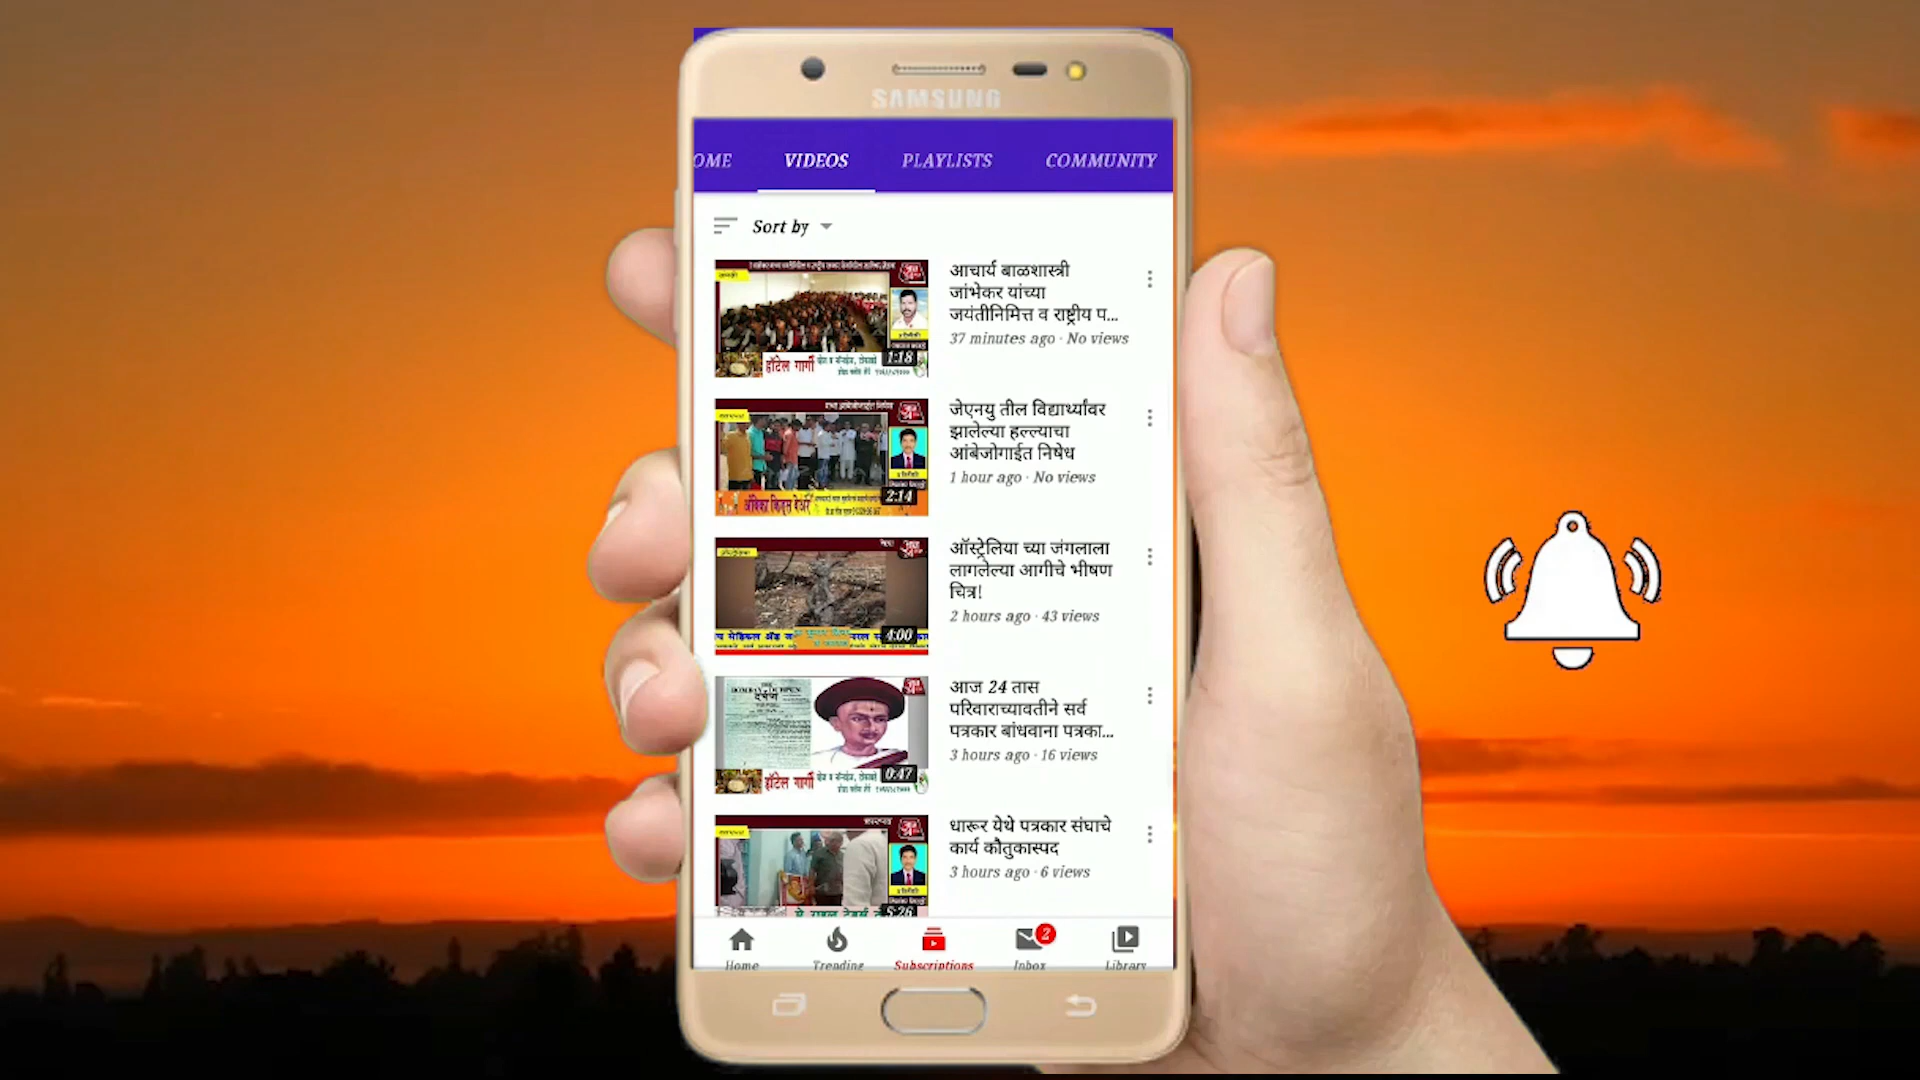 SAMSUNG
OME VIDEOS PLAYLISTS COMMUNITY
Sort by
आचार्य बाळशास्त्री
जांभेकर यांच्या
जयंतीनिमित्त व राष्ट्रीय प...
37 minutes ago · No views
हॉटेल गार्गी
1:18
जेएनयु तील विद्यार्थ्यांवर
झालेल्या हल्ल्याचा
आंबेजोगाईत निषेध
1 hour ago · No views
अंबिका किड्स वेअर
2:14
ऑस्ट्रेलिया च्या जंगलाला
लागलेल्या आगीचे भीषण
चित्र!
2 hours ago · 43 views
4:00
आज 24 तास
परिवाराच्यावतीने सर्व
पत्रकार बांधवाना पत्रका...
3 hours ago · 16 views
हॉटेल गार्गी
0:47
धारूर येथे पत्रकार संघाचे
कार्य कौतुकास्पद
3 hours ago · 6 views
5:26
2
Home Trending Subscriptions Inbox Library